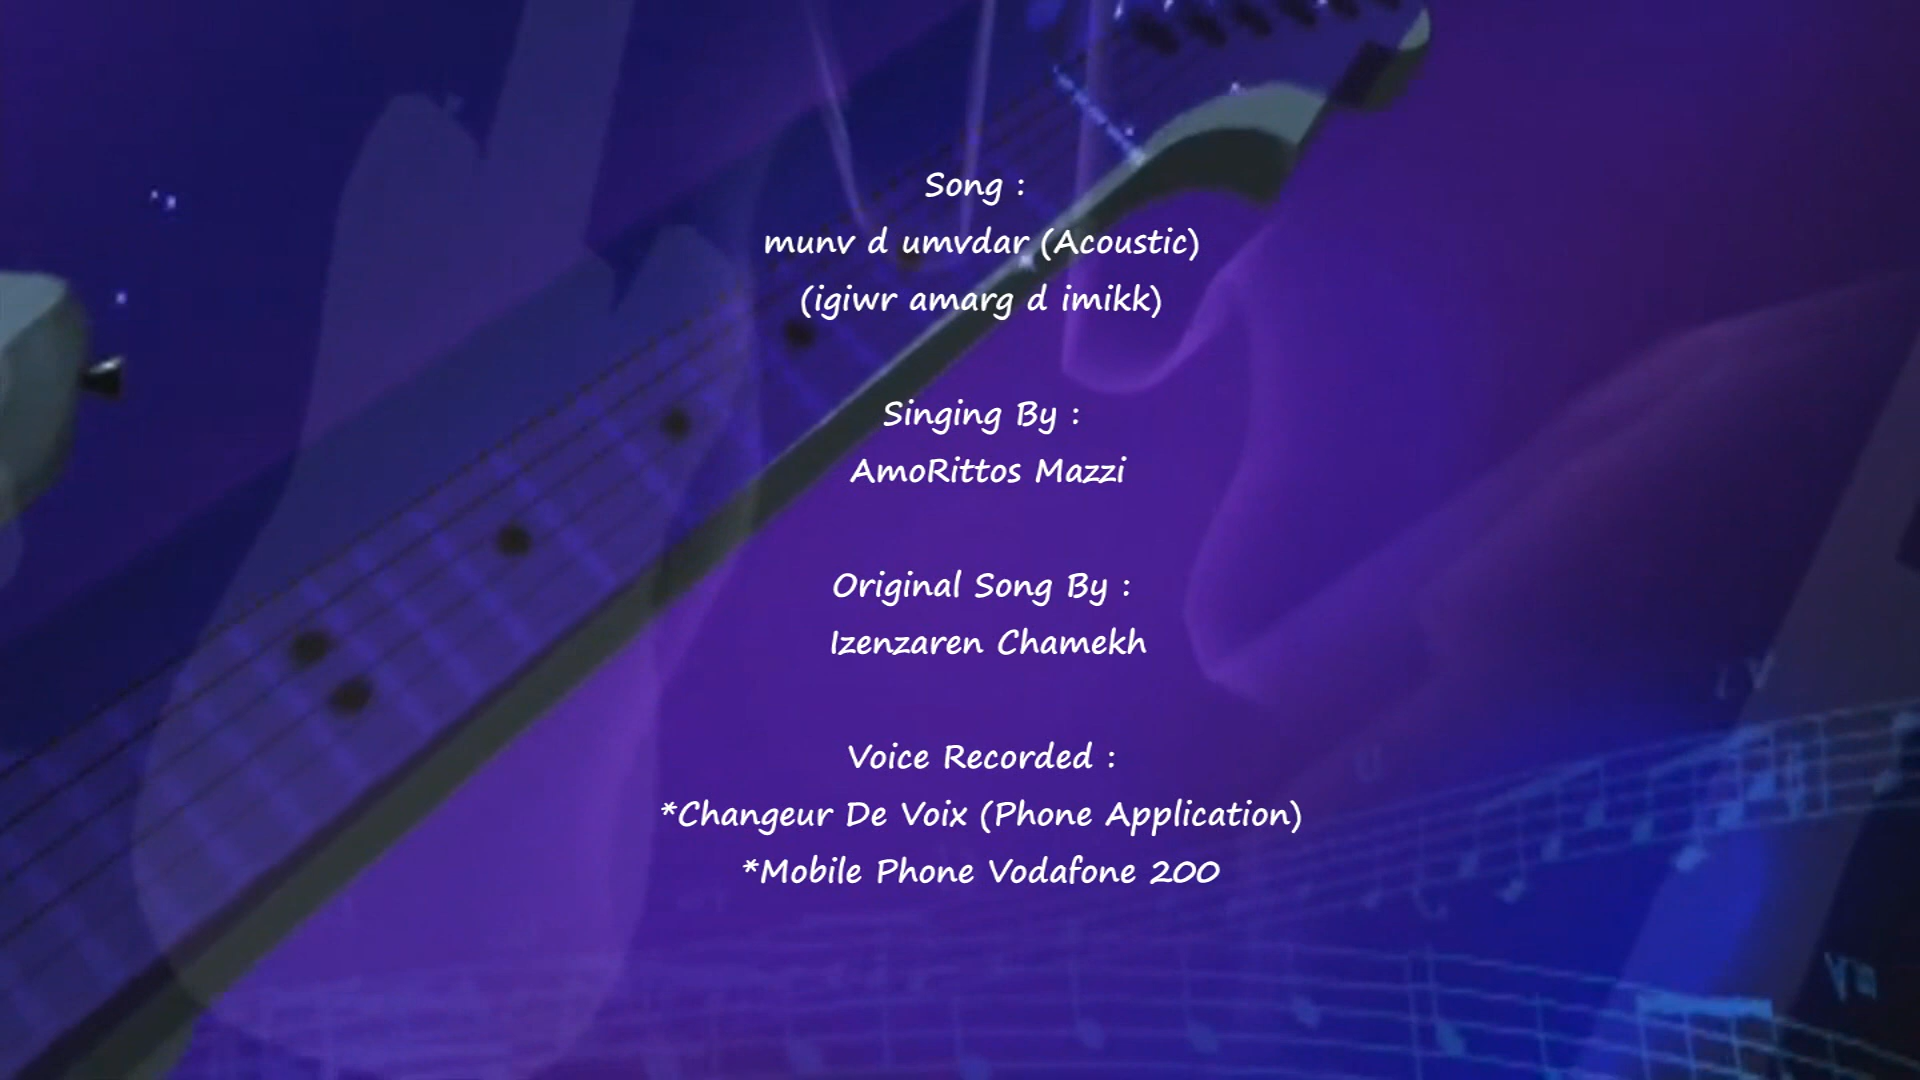 Song :
munv d umvdar (Acoustic)
(igiwr amarg d imikk)
Singing By :
AmoRittos Mazzi
Original Song By :
Izenzaren Chamekh
Voice Recorded :
*Changeur De Voix (Phone Application)
*Mobile Phone Vodafone 200